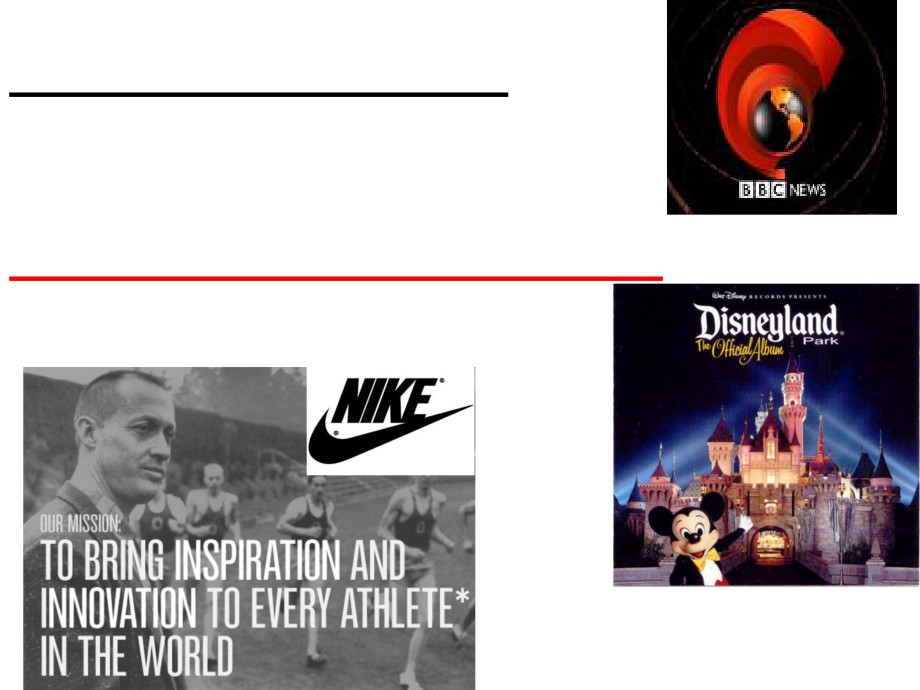 BBC NEWS
Walt Disney RECORDS PRESENTS
Disneyland®
Park
The Official Album
NIKE®
®
OUR MISSION:
TO BRING INSPIRATION AND
INNOVATION TO EVERY ATHLETE*
IN THE WORLD